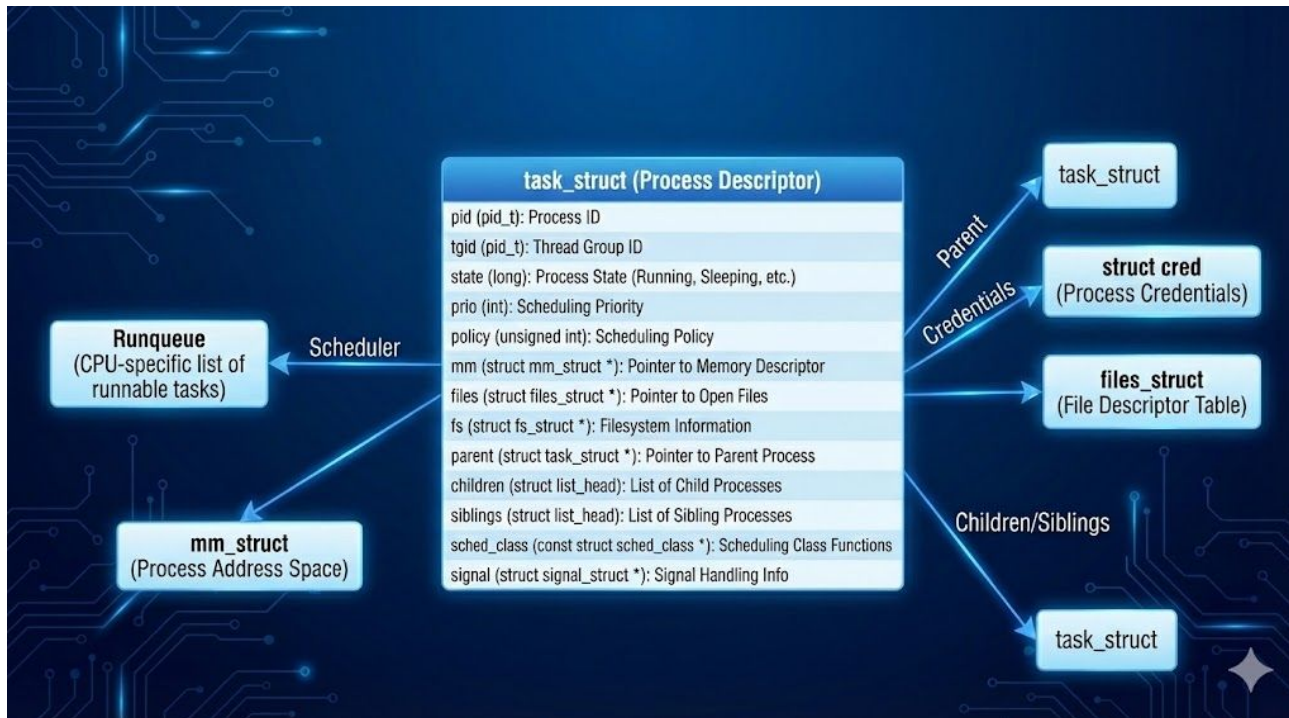 task_struct (Process Descriptor)
pid (pid_t): Process ID
tgid (pid_t): Thread Group ID
state (long): Process State (Running, Sleeping, etc.)
prio (int): Scheduling Priority
policy (unsigned int): Scheduling Policy
mm (struct mm_struct *): Pointer to Memory Descriptor
files (struct files_struct *): Pointer to Open Files
fs (struct fs_struct *): Filesystem Information
parent (struct task_struct *): Pointer to Parent Process
children (struct list_head): List of Child Processes
siblings (struct list_head): List of Sibling Processes
sched_class (const struct sched_class *): Scheduling Class Functions
signal (struct signal_struct *): Signal Handling Info
Scheduler
Runqueue
(CPU-specific list of
runnable tasks)
mm_struct
(Process Address Space)
Parent
task_struct
Credentials
struct cred
(Process Credentials)
files_struct
(File Descriptor Table)
Children/Siblings
task_struct